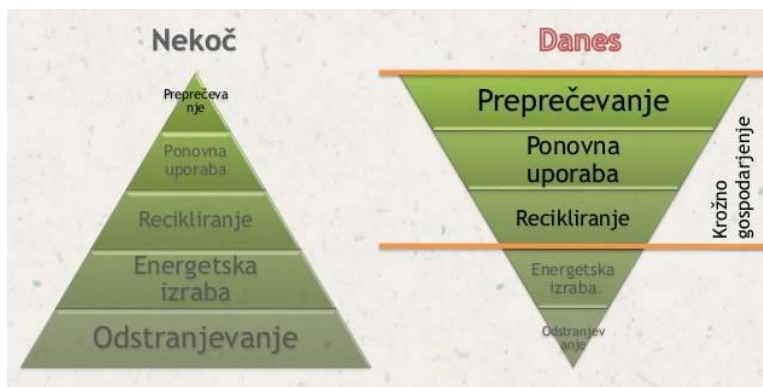 Nekoč
Preprečeva
nje
Ponovna
uporaba
Recikliranje
Energetska
izraba
Odstranjevanje
Danes
Preprečevanje
Ponovna
uporaba
Recikliranje
Energetska
izraba
Odstranjev
anje
Krožno
gospodarjenje